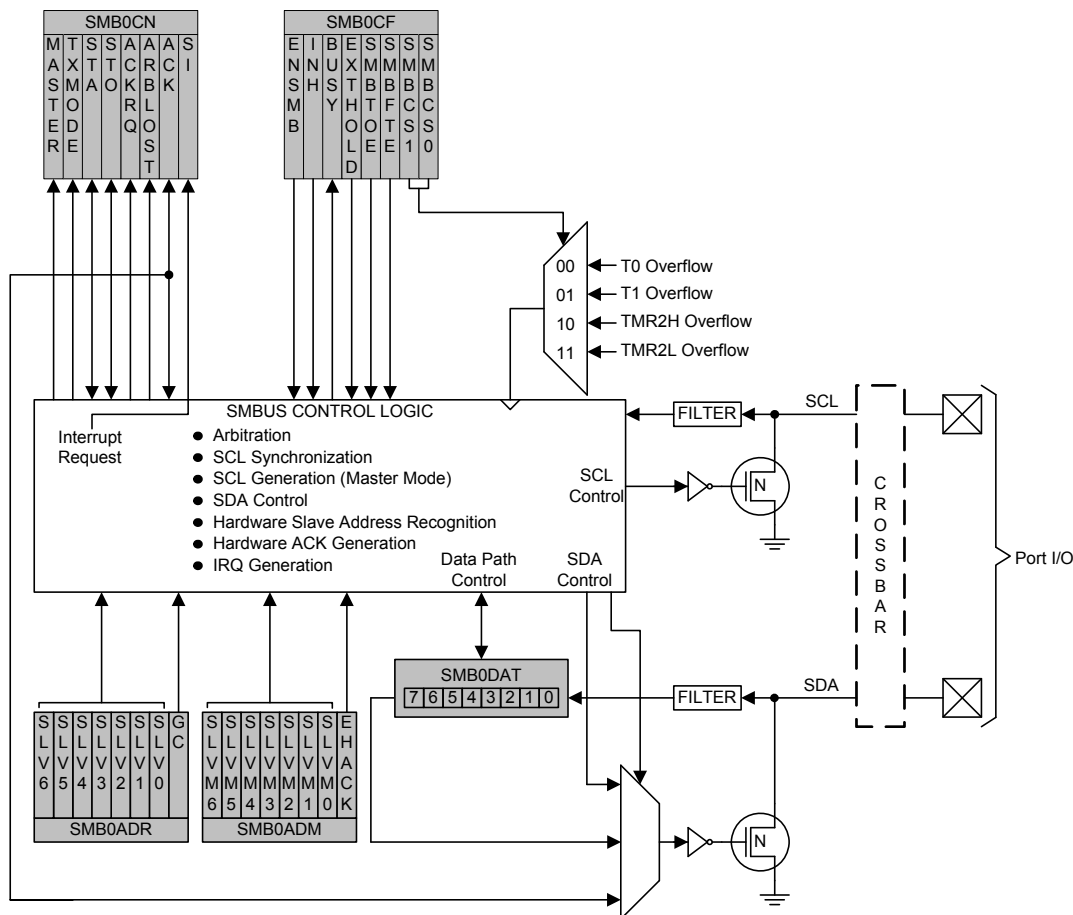 SMB0CN
MASTER
TXMODE
STA
STO
ACKRQ
ARBLOST
ACK
SI
SMB0CF
ENSMB
INH
BUSY
EXTHOLD
SMBTOE
SMBFTE
SMBCS1
SMBCS0
00
T0 Overflow
01
T1 Overflow
10
TMR2H Overflow
11
TMR2L Overflow
SMBUS CONTROL LOGIC
Interrupt
Request
● Arbitration
● SCL Synchronization
● SCL Generation (Master Mode)
● SDA Control
● Hardware Slave Address Recognition
● Hardware ACK Generation
● IRQ Generation
Data Path
Control
SDA
Control
SCL
Control
FILTER
SCL
N
CROSSBAR
Port I/O
SMB0DAT
7 6 5 4 3 2 1 0
FILTER
SDA
N
SLV6
SLV5
SLV4
SLV3
SLV2
SLV1
SLV0
GC
SMB0ADR
SLVM6
SLVM5
SLVM4
SLVM3
SLVM2
SLVM1
SLVM0
EHACK
SMB0ADM